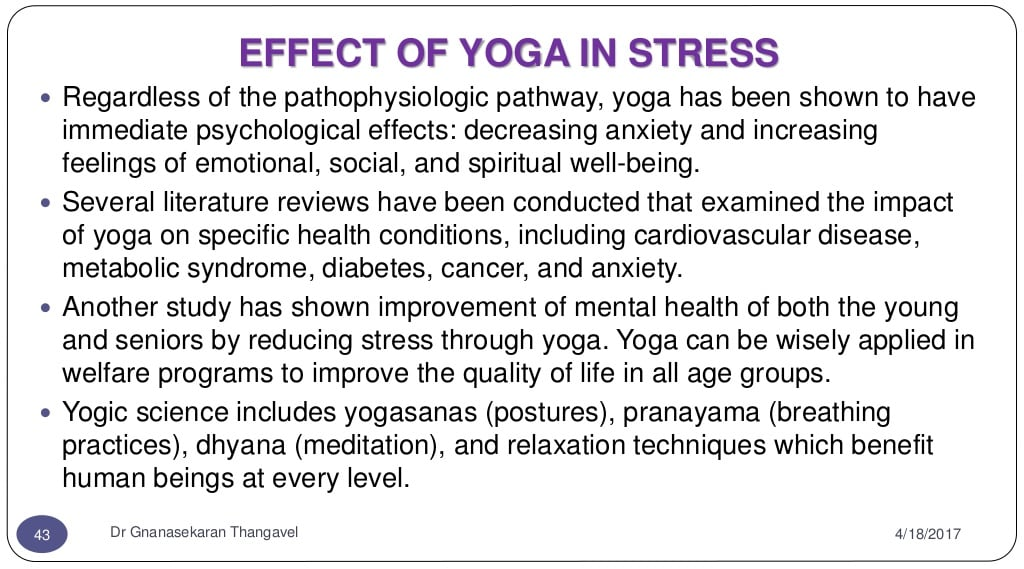 EFFECT OF YOGA IN STRESS
• Regardless of the pathophysiologic pathway, yoga has been shown to have
immediate psychological effects: decreasing anxiety and increasing
feelings of emotional, social, and spiritual well-being.
• Several literature reviews have been conducted that examined the impact
of yoga on specific health conditions, including cardiovascular disease,
metabolic syndrome, diabetes, cancer, and anxiety.
• Another study has shown improvement of mental health of both the young
and seniors by reducing stress through yoga. Yoga can be wisely applied in
welfare programs to improve the quality of life in all age groups.
• Yogic science includes yogasanas (postures), pranayama (breathing
practices), dhyana (meditation), and relaxation techniques which benefit
human beings at every level.
43 Dr Gnanasekaran Thangavel 4/18/2017